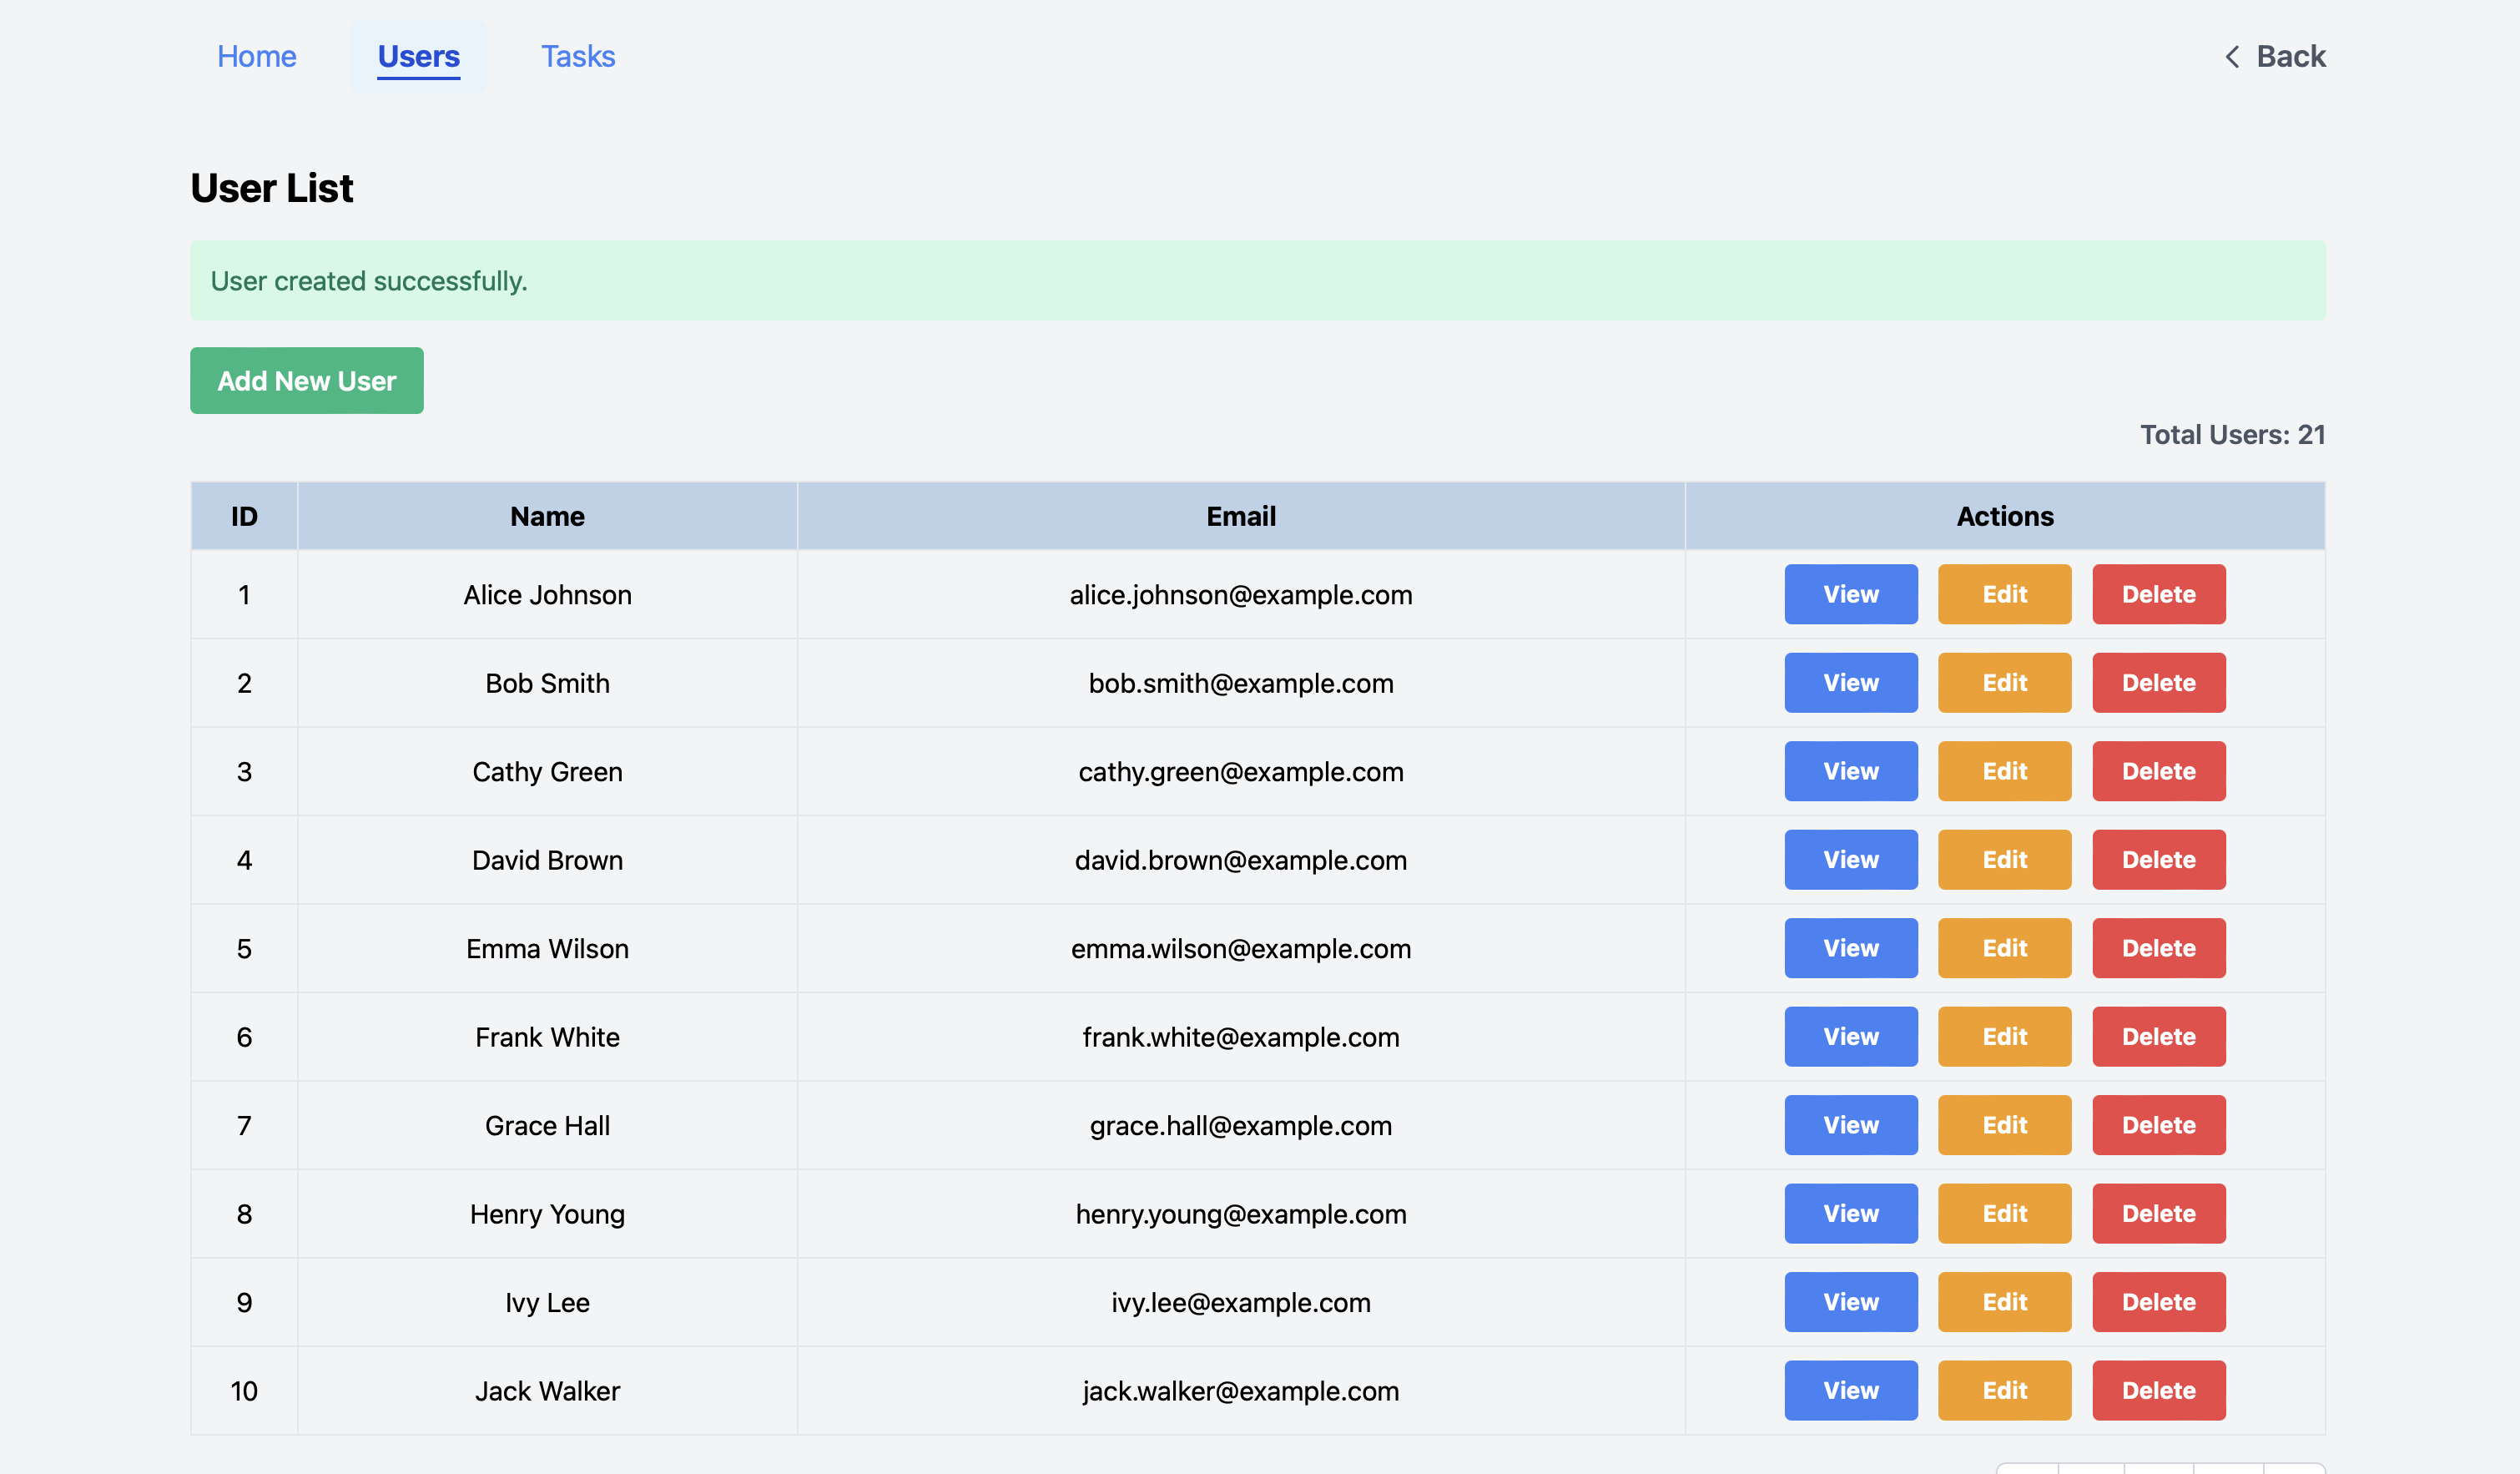 Home Users Tasks Back
User List
User created successfully.
Add New User
Total Users: 21
ID Name Email Actions
1 Alice Johnson alice.johnson@example.com View Edit Delete
2 Bob Smith bob.smith@example.com View Edit Delete
3 Cathy Green cathy.green@example.com View Edit Delete
4 David Brown david.brown@example.com View Edit Delete
5 Emma Wilson emma.wilson@example.com View Edit Delete
6 Frank White frank.white@example.com View Edit Delete
7 Grace Hall grace.hall@example.com View Edit Delete
8 Henry Young henry.young@example.com View Edit Delete
9 Ivy Lee ivy.lee@example.com View Edit Delete
10 Jack Walker jack.walker@example.com View Edit Delete